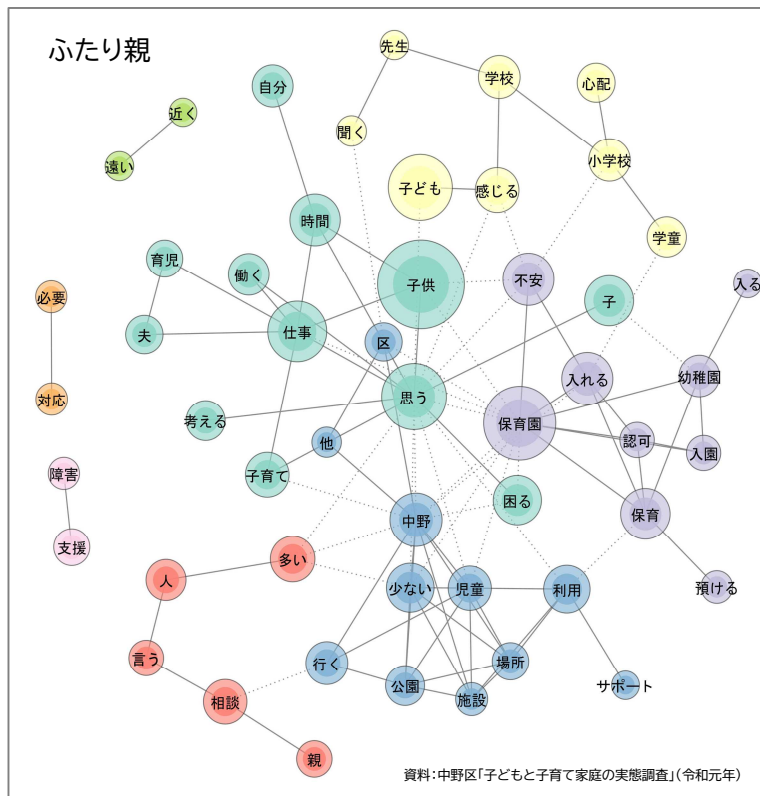 ふたり親
先生
学校
心配
自分
近く
聞く
遠い
小学校
子ども
感じる
時間
学童
育児
働く
子供
不安
入る
必要
子
夫
仕事
区
入れる
幼稚園
対応
思う
考える
保育園
他
認可
入園
障害
子育て
困る
中野
保育
支援
多い
人
少ない
児童
利用
預ける
言う
行く
場所
公園
施設
サポート
相談
親
資料：中野区「子どもと子育て家庭の実態調査」（令和元年）